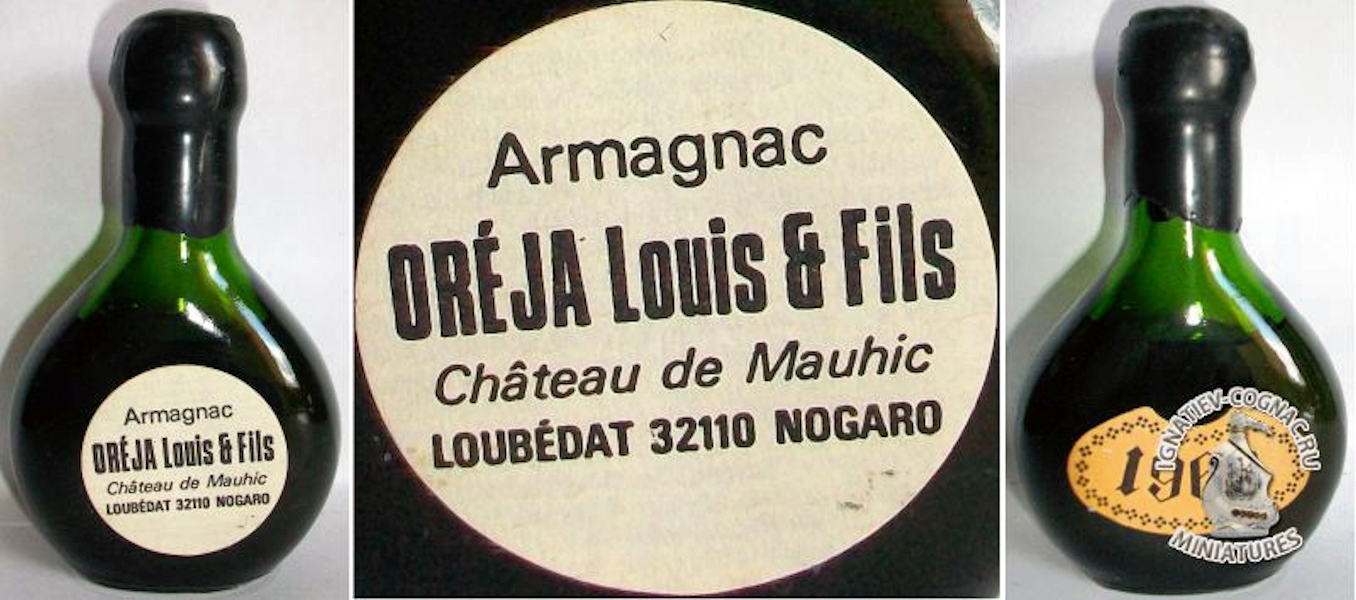 Armagnac
ORÉJA Louis & Fils
Château de Mauhic
LOUBÉDAT 32110 NOGARO
Armagnac
ORÉJA Louis & Fils
Château de Mauhic
LOUBÉDAT 32110 NOGARO
IGNATIEV-COGNAC.RU
MINIATURES